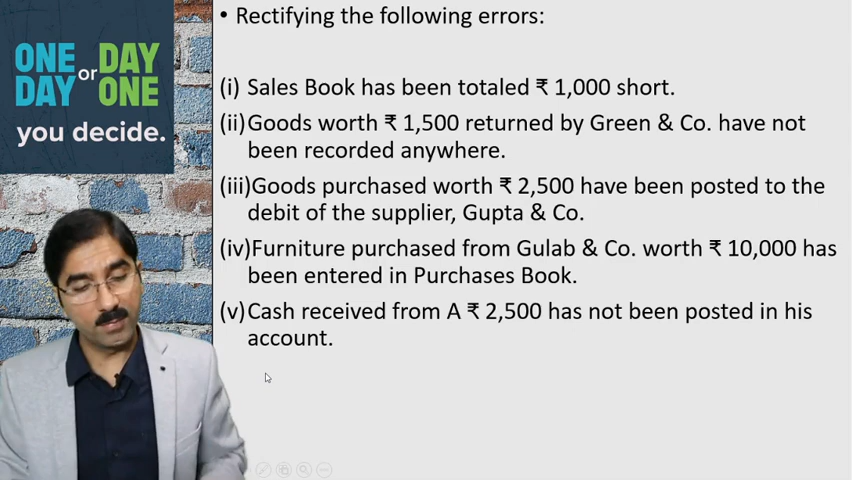 ONE DAY or DAY ONE
you decide.
• Rectifying the following errors:
(i) Sales Book has been totaled ₹ 1,000 short.
(ii)Goods worth ₹ 1,500 returned by Green & Co. have not
been recorded anywhere.
(iii)Goods purchased worth ₹ 2,500 have been posted to the
debit of the supplier, Gupta & Co.
(iv)Furniture purchased from Gulab & Co. worth ₹ 10,000 has
been entered in Purchases Book.
(v)Cash received from A ₹ 2,500 has not been posted in his
account.